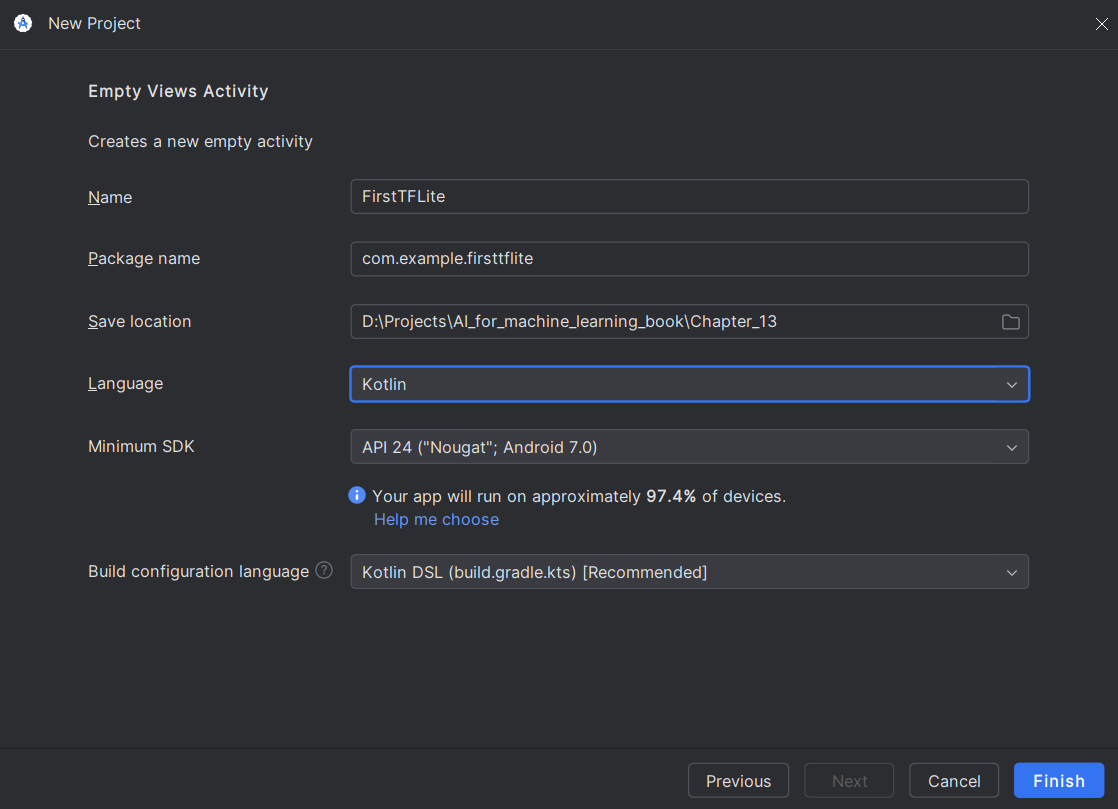 New Project
Empty Views Activity
Creates a new empty activity
Name FirstTFLite
Package name com.example.firsttflite
Save location D:\Projects\AI_for_machine_learning_book\Chapter_13
Language Kotlin
Minimum SDK API 24 ("Nougat"; Android 7.0)
Your app will run on approximately 97.4% of devices.
Help me choose
Build configuration language Kotlin DSL (build.gradle.kts) [Recommended]
Previous Next Cancel Finish